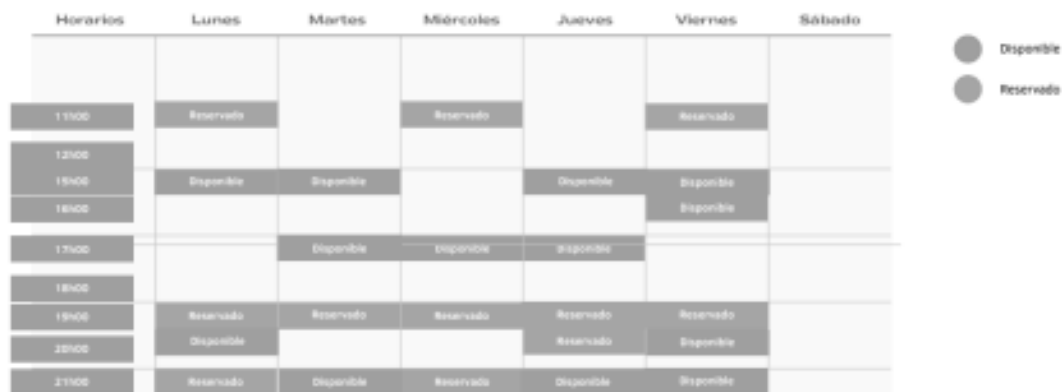 Horarios Lunes Martes Miércoles Jueves Viernes Sábado
Disponible
Reservado
11h00 Reservado Reservado Reservado
12h00
15h00 Disponible Disponible Disponible Disponible
16h00 Disponible
17h00 Disponible Disponible Disponible
18h00
19h00 Reservado Reservado Reservado Reservado Reservado
20h00 Disponible Reservado Disponible
21h00 Reservado Disponible Reservado Disponible Disponible